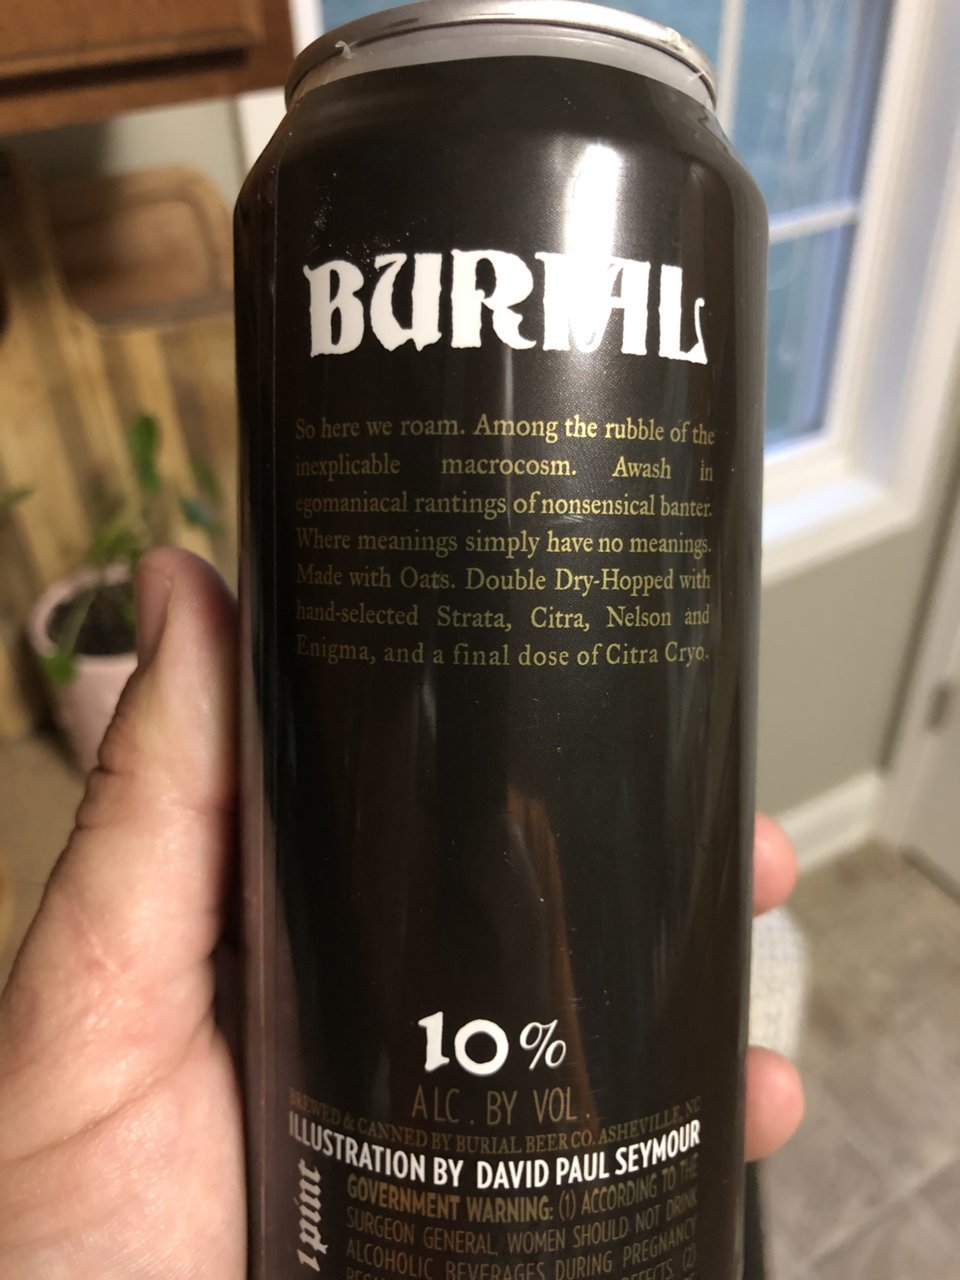 BURIAL
So here we roam. Among the rubble of the
inexplicable macrocosm. Awash in
egomaniacal rantings of nonsensical banter.
Where meanings simply have no meanings.
Made with Oats. Double Dry-Hopped with
hand-selected Strata, Citra, Nelson and
Enigma, and a final dose of Citra Cryo.
10%
ALC. BY VOL.
BREWED & CANNED BY BURIAL BEER CO. ASHEVILLE, NC
ILLUSTRATION BY DAVID PAUL SEYMOUR
1 pint
GOVERNMENT WARNING: (1) ACCORDING TO THE
SURGEON GENERAL, WOMEN SHOULD NOT DRINK
ALCOHOLIC BEVERAGES DURING PREGNANCY
DEFECTS (2)